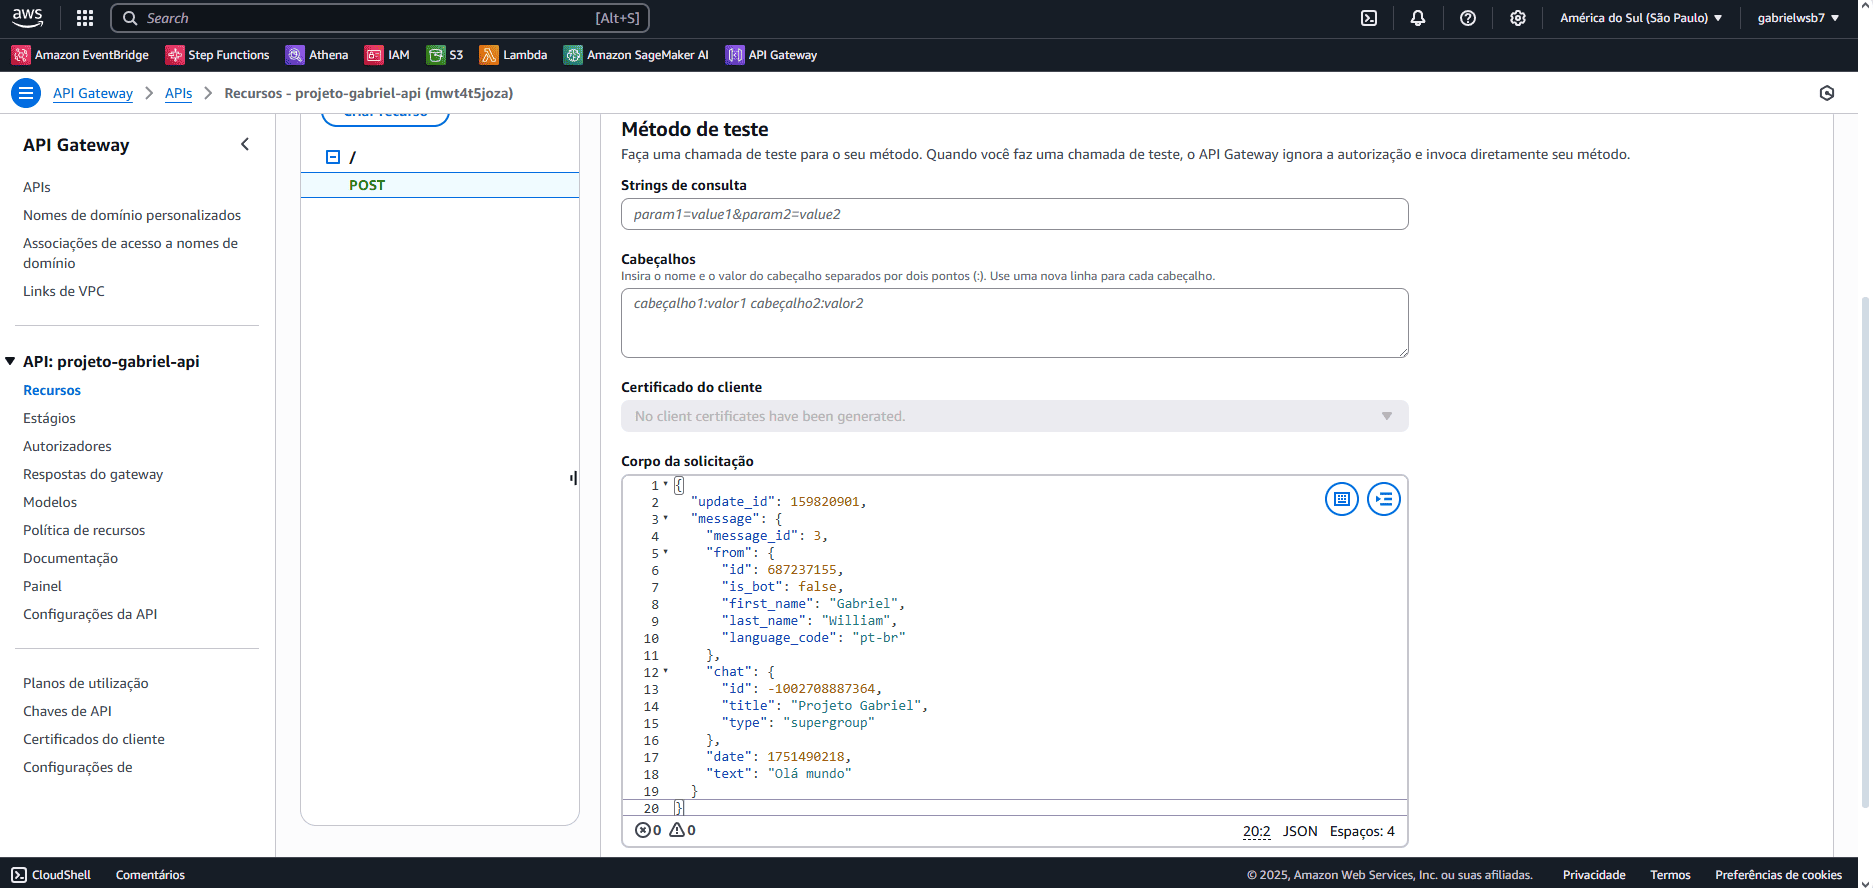 aws
Search
[Alt+S]
América do Sul (São Paulo)
gabrielwsb7
Amazon EventBridge
Step Functions
Athena
IAM
S3
Lambda
Amazon SageMaker AI
API Gateway
API Gateway
APIs
Recursos - projeto-gabriel-api (mwt4t5joza)
API Gateway
APIs
Nomes de domínio personalizados
Associações de acesso a nomes de
domínio
Links de VPC
API: projeto-gabriel-api
Recursos
Estágios
Autorizadores
Respostas do gateway
Modelos
Política de recursos
Documentação
Painel
Configurações da API
Planos de utilização
Chaves de API
Certificados do cliente
Configurações de
Criar recurso
/
POST
Método de teste
Faça uma chamada de teste para o seu método. Quando você faz uma chamada de teste, o API Gateway ignora a autorização e invoca diretamente seu método.
Strings de consulta
param1=value1&param2=value2
Cabeçalhos
Insira o nome e o valor do cabeçalho separados por dois pontos (:). Use uma nova linha para cada cabeçalho.
cabeçalho1:valor1 cabeçalho2:valor2
Certificado do cliente
No client certificates have been generated.
Corpo da solicitação
1 {
2 "update_id": 159820901,
3 "message": {
4 "message_id": 3,
5 "from": {
6 "id": 687237155,
7 "is_bot": false,
8 "first_name": "Gabriel",
9 "last_name": "William",
10 "language_code": "pt-br"
11 },
12 "chat": {
13 "id": -1002708887364,
14 "title": "Projeto Gabriel",
15 "type": "supergroup"
16 },
17 "date": 1751490218,
18 "text": "Olá mundo"
19 }
20 }
0 0
20:2 JSON Espaços: 4
CloudShell
Comentários
© 2025, Amazon Web Services, Inc. ou suas afiliadas.
Privacidade
Termos
Preferências de cookies